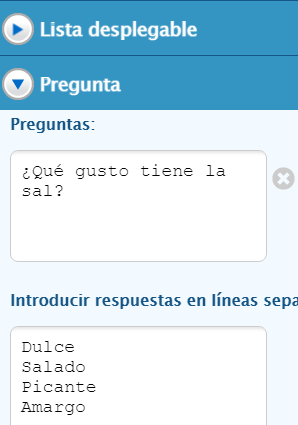 Lista desplegable
Pregunta
Preguntas:
¿Qué gusto tiene la
sal?
Introducir respuestas en líneas sepa
Dulce
Salado
Picante
Amargo